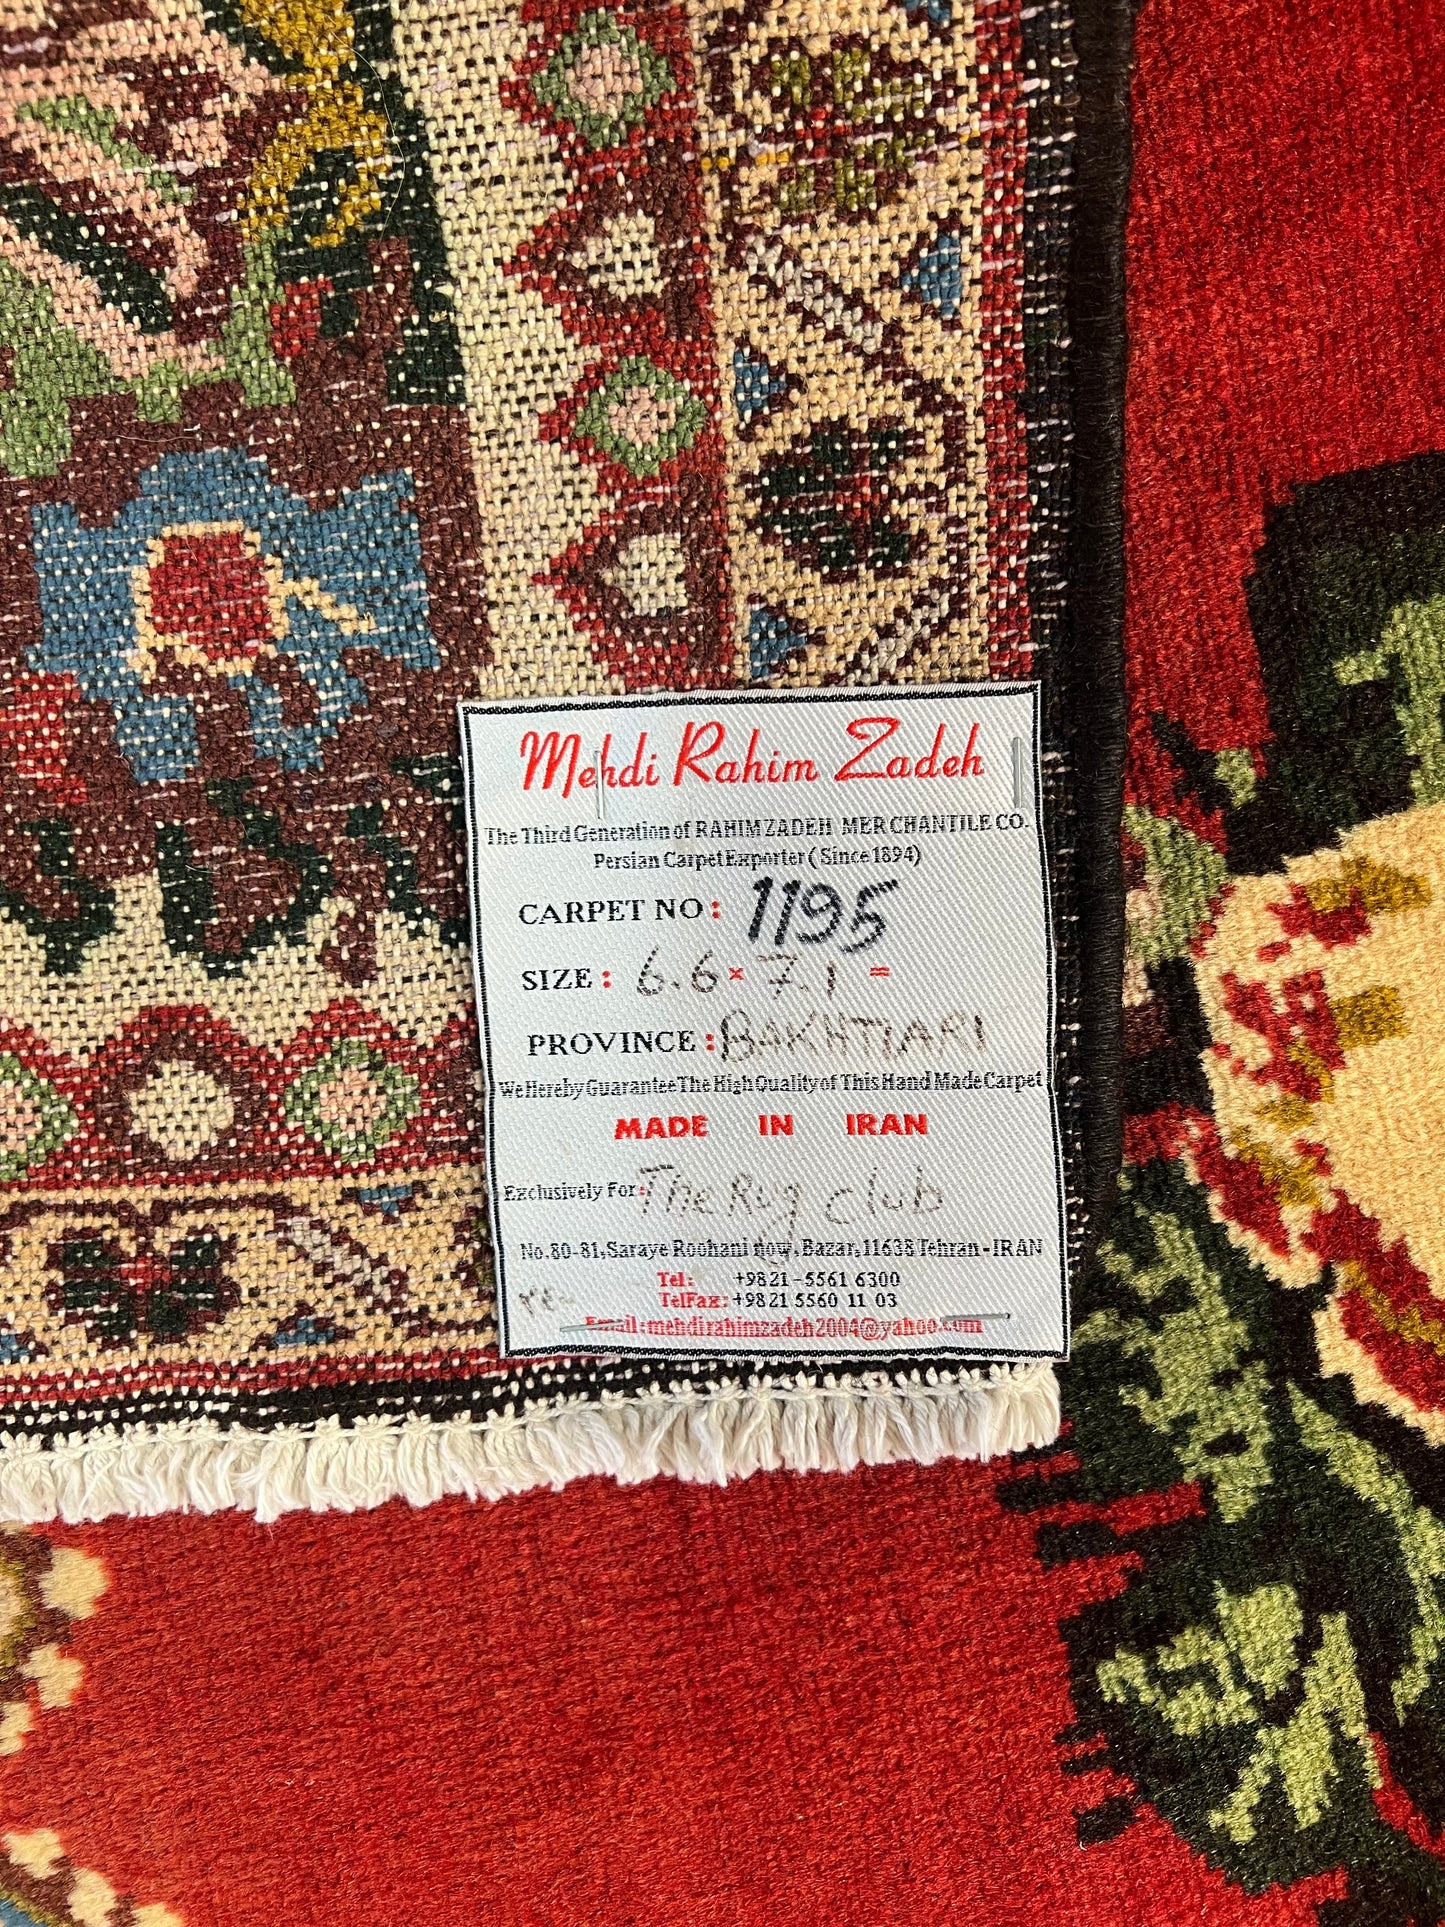 Mehdi Rahim Zadeh
The Third Generation of RAHIMZADEH MERCHANTILE CO.
Persian Carpet Exporter ( Since 1894)
CARPET NO: 1195
SIZE: 6.6 × 7.1 =
PROVINCE: BAKHTIARI
We Hereby Guarantee The High Quality of This Hand Made Carpet
MADE IN IRAN
Exclusively For: The Rug Club
No.80-81,Saraye Roohani now, Bazar,11638 Tehran-IRAN
Tel: +9821-5561 6300
TelFax: +98 21 5560 11 03
Email:mehdirahimzadeh2004@yahoo.com